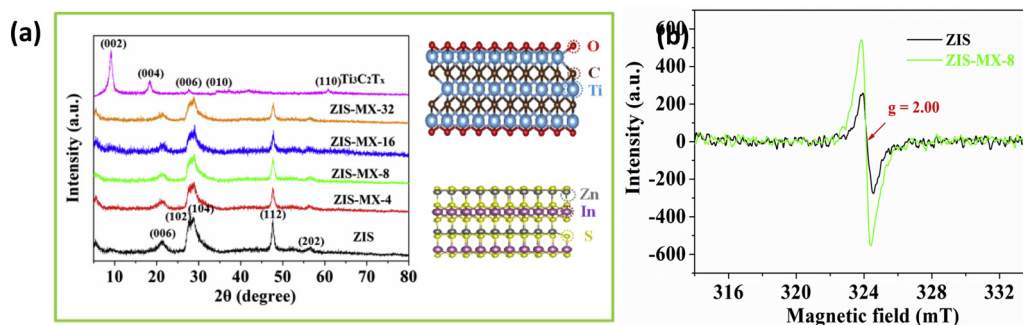 (a)
Intensity (a.u.)
(002)
(004)
(006)
(010)
(110)
Ti₃C₂Tₓ
ZIS-MX-32
ZIS-MX-16
ZIS-MX-8
ZIS-MX-4
ZIS
(006)
(102)
(104)
(112)
(202)
10 20 30 40 50 60 70 80
2θ (degree)
O
C
Ti
Zn
In
S
(b)
Intensity (a.u.)
600
400
200
0
-200
-400
-600
ZIS
ZIS-MX-8
g = 2.00
316 320 324 328 332
Magnetic field (mT)